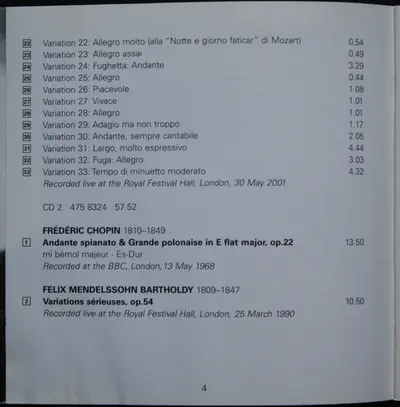 22 Variation 22: Allegro molto (alla "Notte e giorno faticar" di Mozart) 0.54
23 Variation 23: Allegro assai 0.49
24 Variation 24: Fughetta: Andante 3.29
25 Variation 25: Allegro 0.44
26 Variation 26: Piacevole 1.08
27 Variation 27: Vivace 1.01
28 Variation 28: Allegro 1.01
29 Variation 29: Adagio ma non troppo 1.17
30 Variation 30: Andante, sempre cantabile 2.05
31 Variation 31: Largo, molto espressivo 4.44
32 Variation 32: Fuga: Allegro 3.03
33 Variation 33: Tempo di minuetto moderato 4.32
Recorded live at the Royal Festival Hall, London, 30 May 2001
CD 2 475 8324 57.52
FRÉDÉRIC CHOPIN 1810–1849
1 Andante spianato & Grande polonaise in E flat major, op.22 13.50
mi bémol majeur · Es-Dur
Recorded at the BBC, London, 13 May 1968
FELIX MENDELSSOHN BARTHOLDY 1809–1847
2 Variations sérieuses, op.54 10.50
Recorded live at the Royal Festival Hall, London, 25 March 1990
4